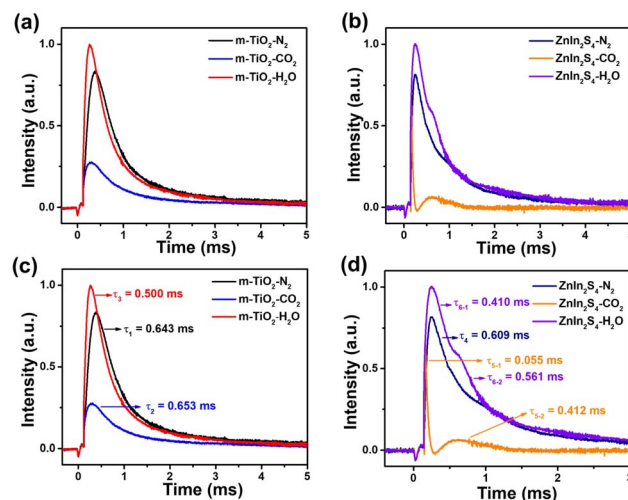 (a)
m-TiO₂-N₂
m-TiO₂-CO₂
m-TiO₂-H₂O
Intensity (a.u.)
1.0
0.5
0.0
0 1 2 3 4 5
Time (ms)
(b)
ZnIn₂S₄-N₂
ZnIn₂S₄-CO₂
ZnIn₂S₄-H₂O
Intensity (a.u.)
1.0
0.5
0.0
0 1 2 3 4 5
Time (ms)
(c)
m-TiO₂-N₂
m-TiO₂-CO₂
m-TiO₂-H₂O
τ₃ = 0.500 ms
τ₁ = 0.643 ms
τ₂ = 0.653 ms
Intensity (a.u.)
1.0
0.5
0.0
0 1 2 3 4 5
Time (ms)
(d)
ZnIn₂S₄-N₂
ZnIn₂S₄-CO₂
ZnIn₂S₄-H₂O
τ₆₋₁ = 0.410 ms
τ₄ = 0.609 ms
τ₅₋₁ = 0.055 ms
τ₆₋₂ = 0.561 ms
τ₅₋₂ = 0.412 ms
Intensity (a.u.)
1.0
0.5
0.0
0 1 2 3
Time (ms)